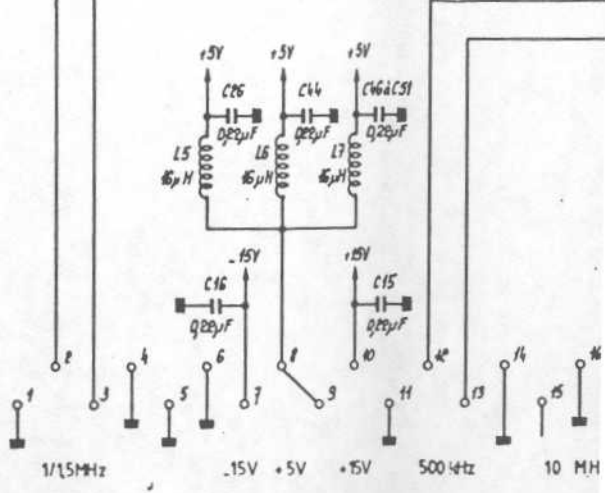 +5V +5V +5V
C26 C44 C46àC51
0,22µF 0,22µF 0,22µF
L5 L6 L7
16µH 16µH 16µH
-15V +15V
C16 C15
0,22µF 0,22µF
2 4 6 8 10 12 14 16
1 3 5 7 9 11 13 15
1/1,5MHz -15V +5V +15V 500 kHz 10 MH